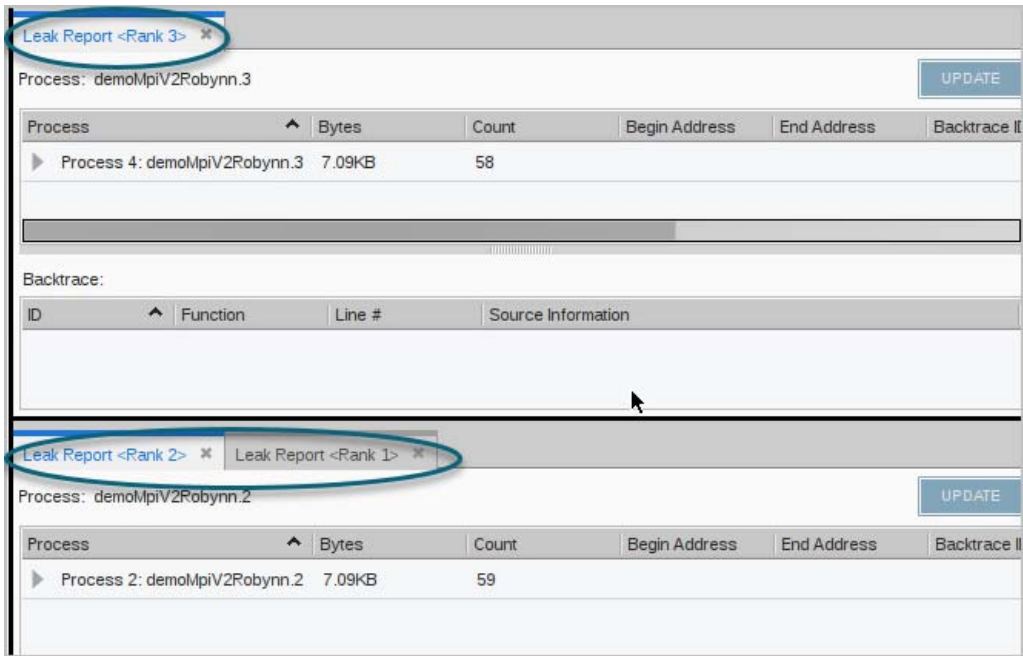 Leak Report <Rank 3>
Process: demoMpiV2Robynn.3
UPDATE
Process Bytes Count Begin Address End Address Backtrace
Process 4: demoMpiV2Robynn.3 7.09KB 58
Backtrace:
ID Function Line # Source Information
Leak Report <Rank 2> Leak Report <Rank 1>
Process: demoMpiV2Robynn.2
UPDATE
Process Bytes Count Begin Address End Address Backtrace
Process 2: demoMpiV2Robynn.2 7.09KB 59